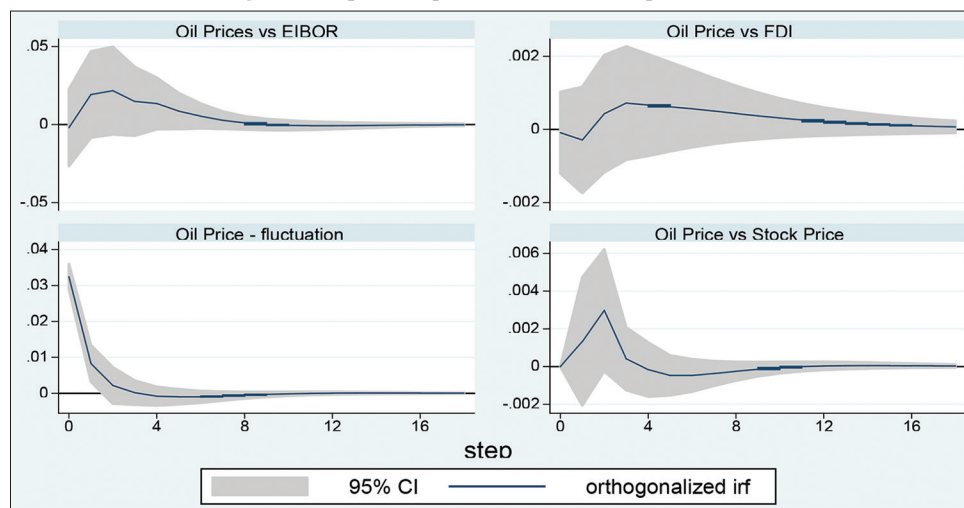 Oil Prices vs EIBOR
Oil Price vs FDI
.05
0
-.05
.002
0
-.002
Oil Price - fluctuation
Oil Price vs Stock Price
.04
.03
.02
.01
0
.006
.004
.002
0
-.002
0 4 8 12 16
0 4 8 12 16
step
95% CI
orthogonalized irf